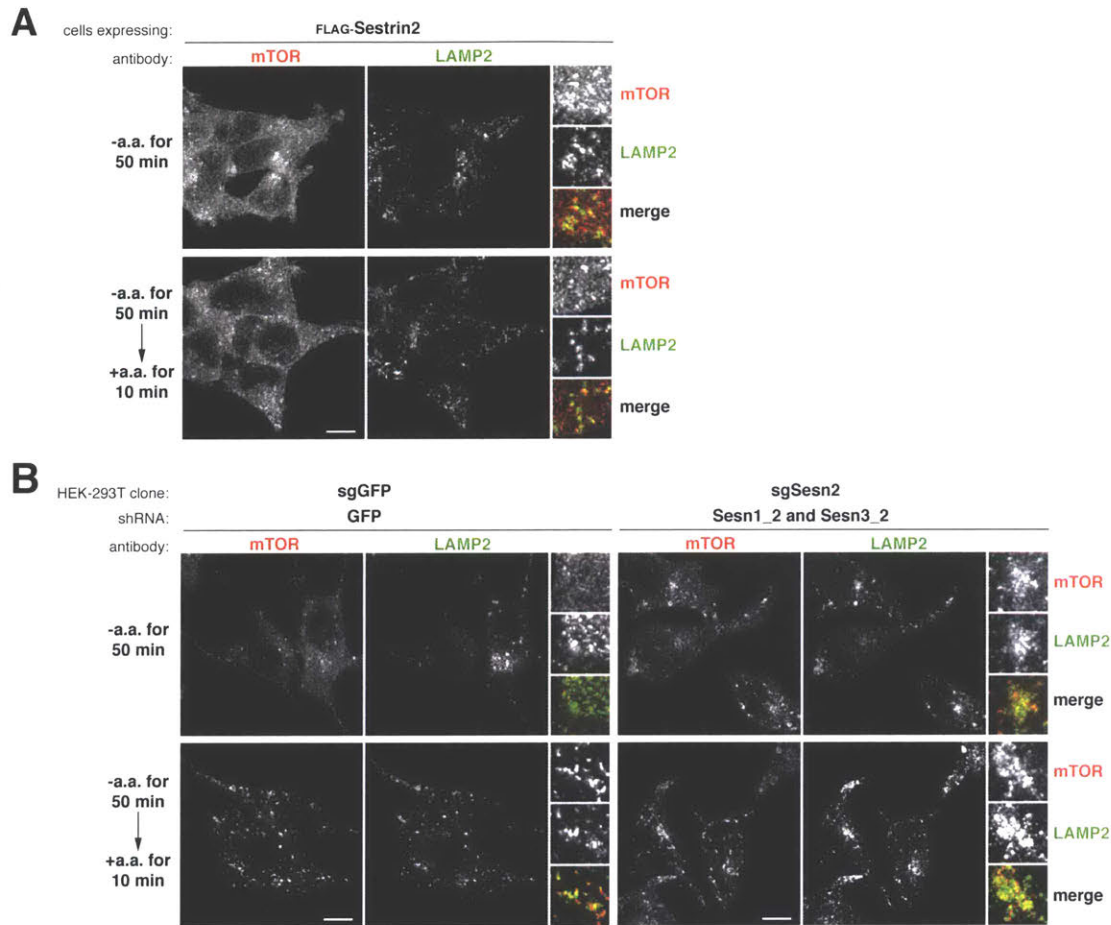 A
cells expressing: FLAG-Sestrin2
antibody: mTOR LAMP2
-a.a. for
50 min
mTOR
LAMP2
merge
-a.a. for
50 min
+a.a. for
10 min
mTOR
LAMP2
merge
B
HEK-293T clone: sgGFP sgSesn2
shRNA: GFP Sesn1_2 and Sesn3_2
antibody: mTOR LAMP2 mTOR LAMP2
-a.a. for
50 min
mTOR
LAMP2
merge
-a.a. for
50 min
+a.a. for
10 min
mTOR
LAMP2
merge